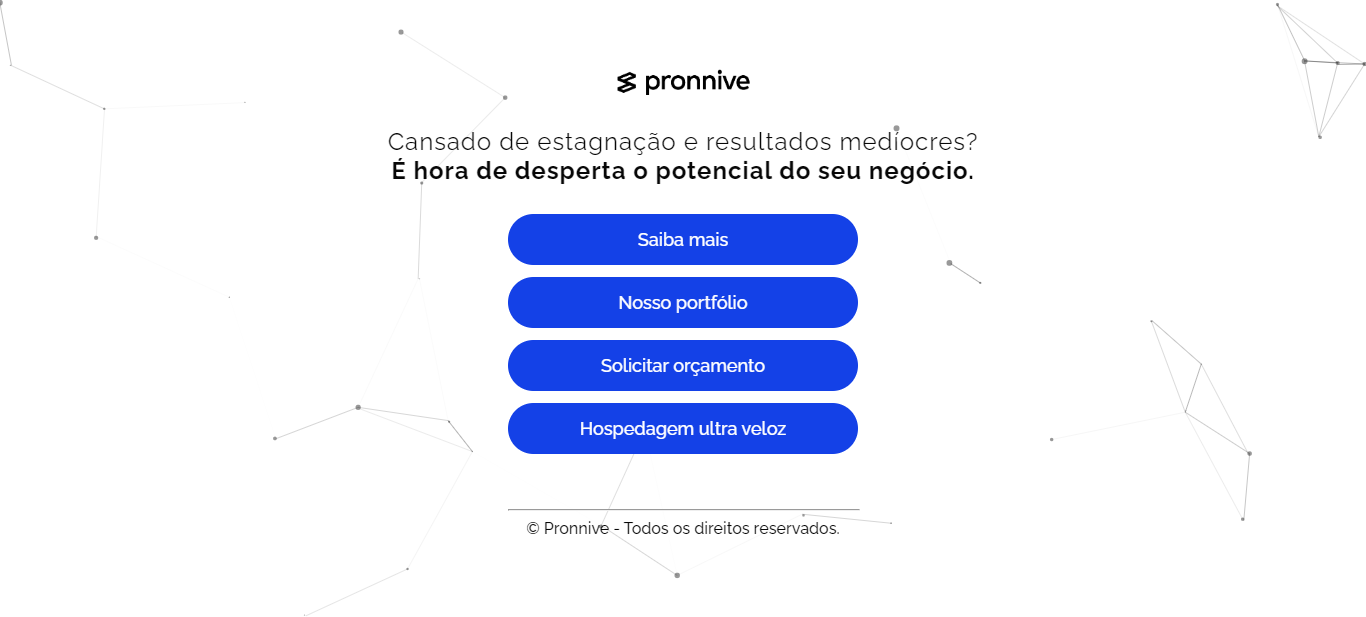 pronnive
Cansado de estagnação e resultados medíocres?
É hora de desperta o potencial do seu negócio.
Saiba mais
Nosso portfólio
Solicitar orçamento
Hospedagem ultra veloz
© Pronnive - Todos os direitos reservados.